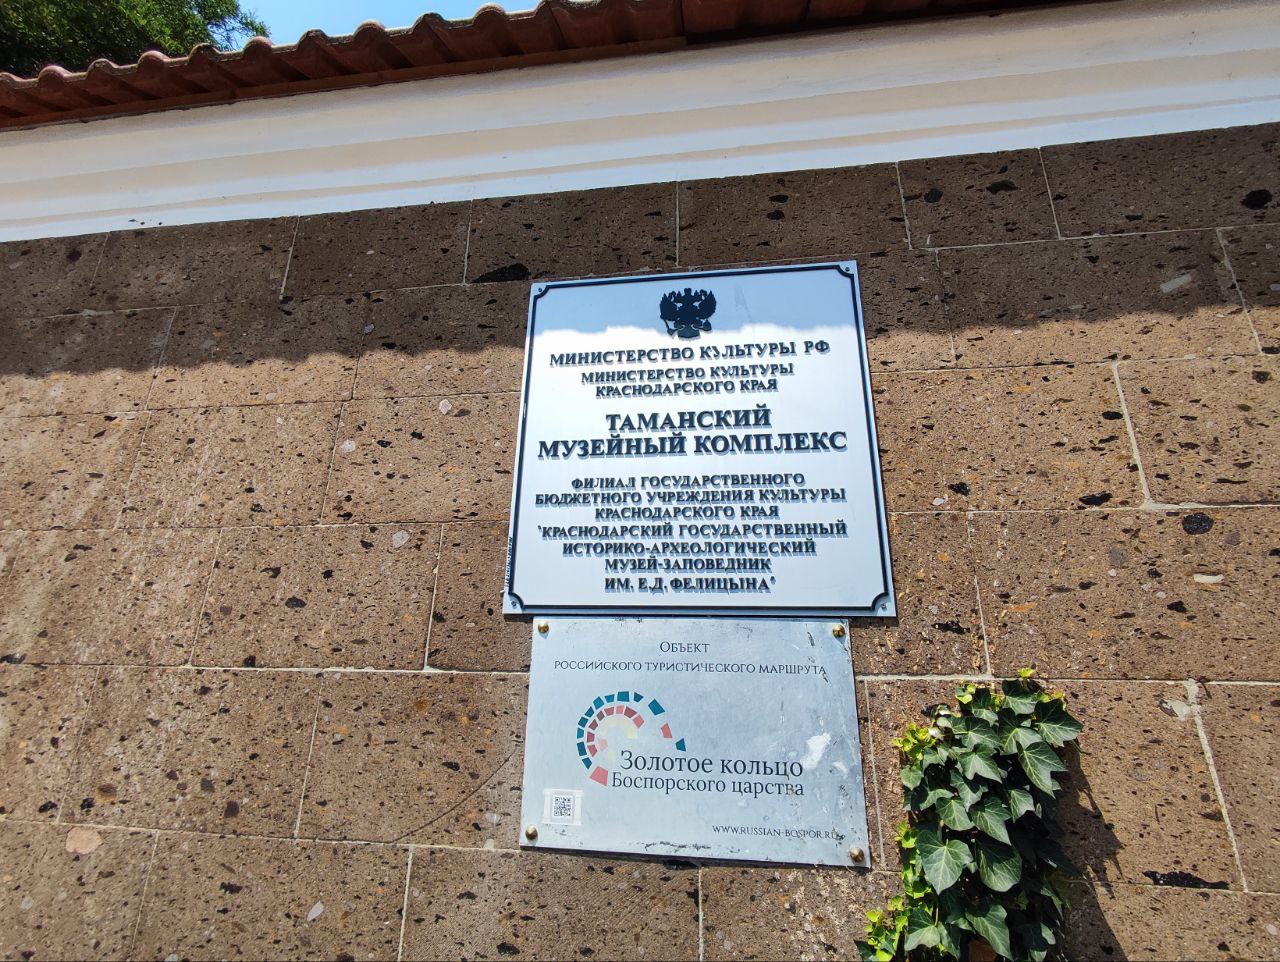 МИНИСТЕРСТВО КУЛЬТУРЫ РФ
МИНИСТЕРСТВО КУЛЬТУРЫ
КРАСНОДАРСКОГО КРАЯ
ТАМАНСКИЙ
МУЗЕЙНЫЙ КОМПЛЕКС
ФИЛИАЛ ГОСУДАРСТВЕННОГО
БЮДЖЕТНОГО УЧРЕЖДЕНИЯ КУЛЬТУРЫ
КРАСНОДАРСКОГО КРАЯ
"КРАСНОДАРСКИЙ ГОСУДАРСТВЕННЫЙ
ИСТОРИКО-АРХЕОЛОГИЧЕСКИЙ
МУЗЕЙ-ЗАПОВЕДНИК
ИМ. Е.Д. ФЕЛИЦЫНА"
ОБЪЕКТ
РОССИЙСКОГО ТУРИСТИЧЕСКОГО МАРШРУТА
Золотое кольцо
Боспорского царства
WWW.RUSSIAN-BOSPOR.RU